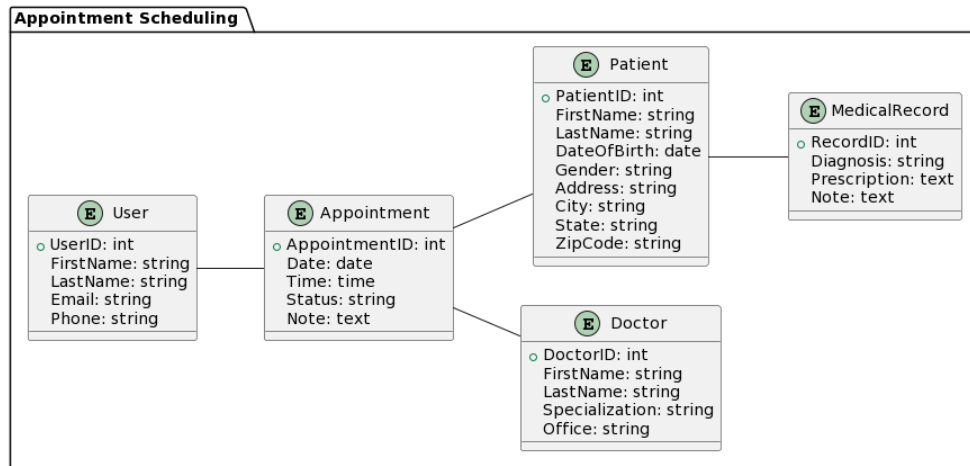 Appointment Scheduling
E User
UserID: int
FirstName: string
LastName: string
Email: string
Phone: string
E Appointment
AppointmentID: int
Date: date
Time: time
Status: string
Note: text
E Patient
PatientID: int
FirstName: string
LastName: string
DateOfBirth: date
Gender: string
Address: string
City: string
State: string
ZipCode: string
E Doctor
DoctorID: int
FirstName: string
LastName: string
Specialization: string
Office: string
E MedicalRecord
RecordID: int
Diagnosis: string
Prescription: text
Note: text